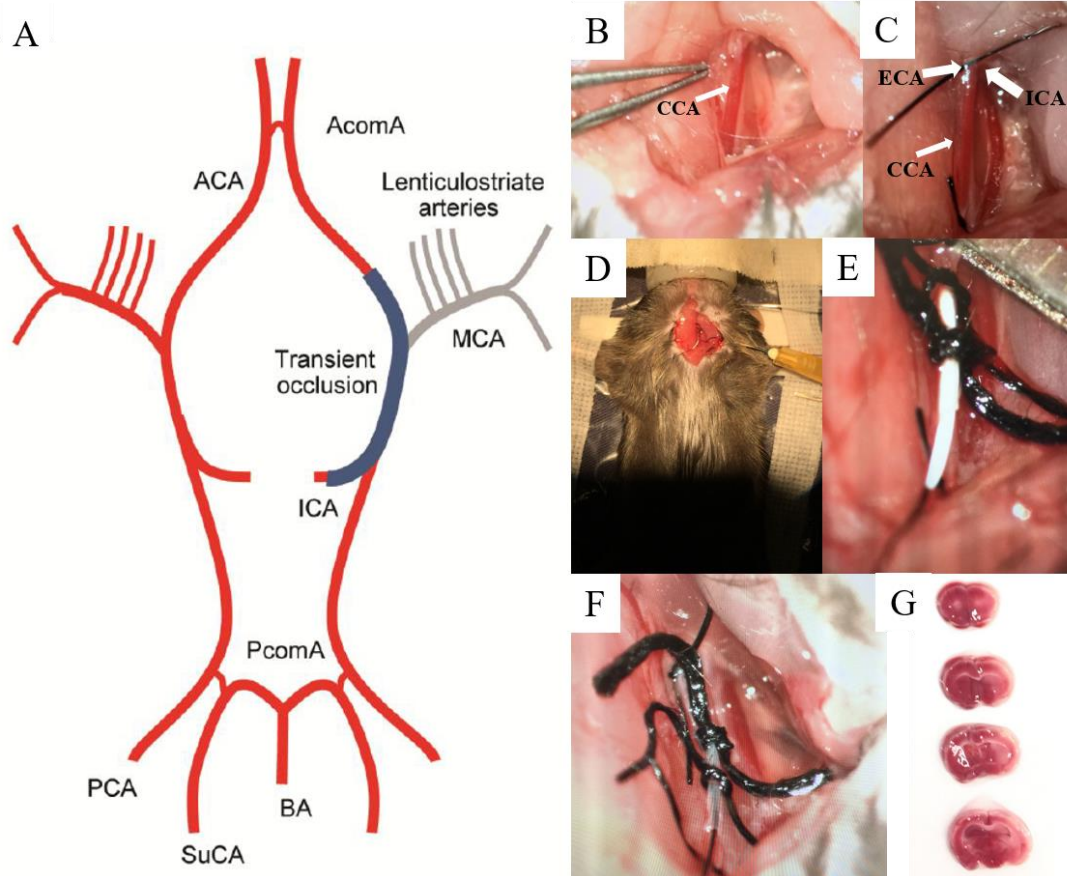 A
AcomA
ACA
Lenticulostriate
arteries
MCA
Transient
occlusion
ICA
PcomA
PCA
BA
SuCA
B
CCA
C
ECA
ICA
CCA
D
E
F
G